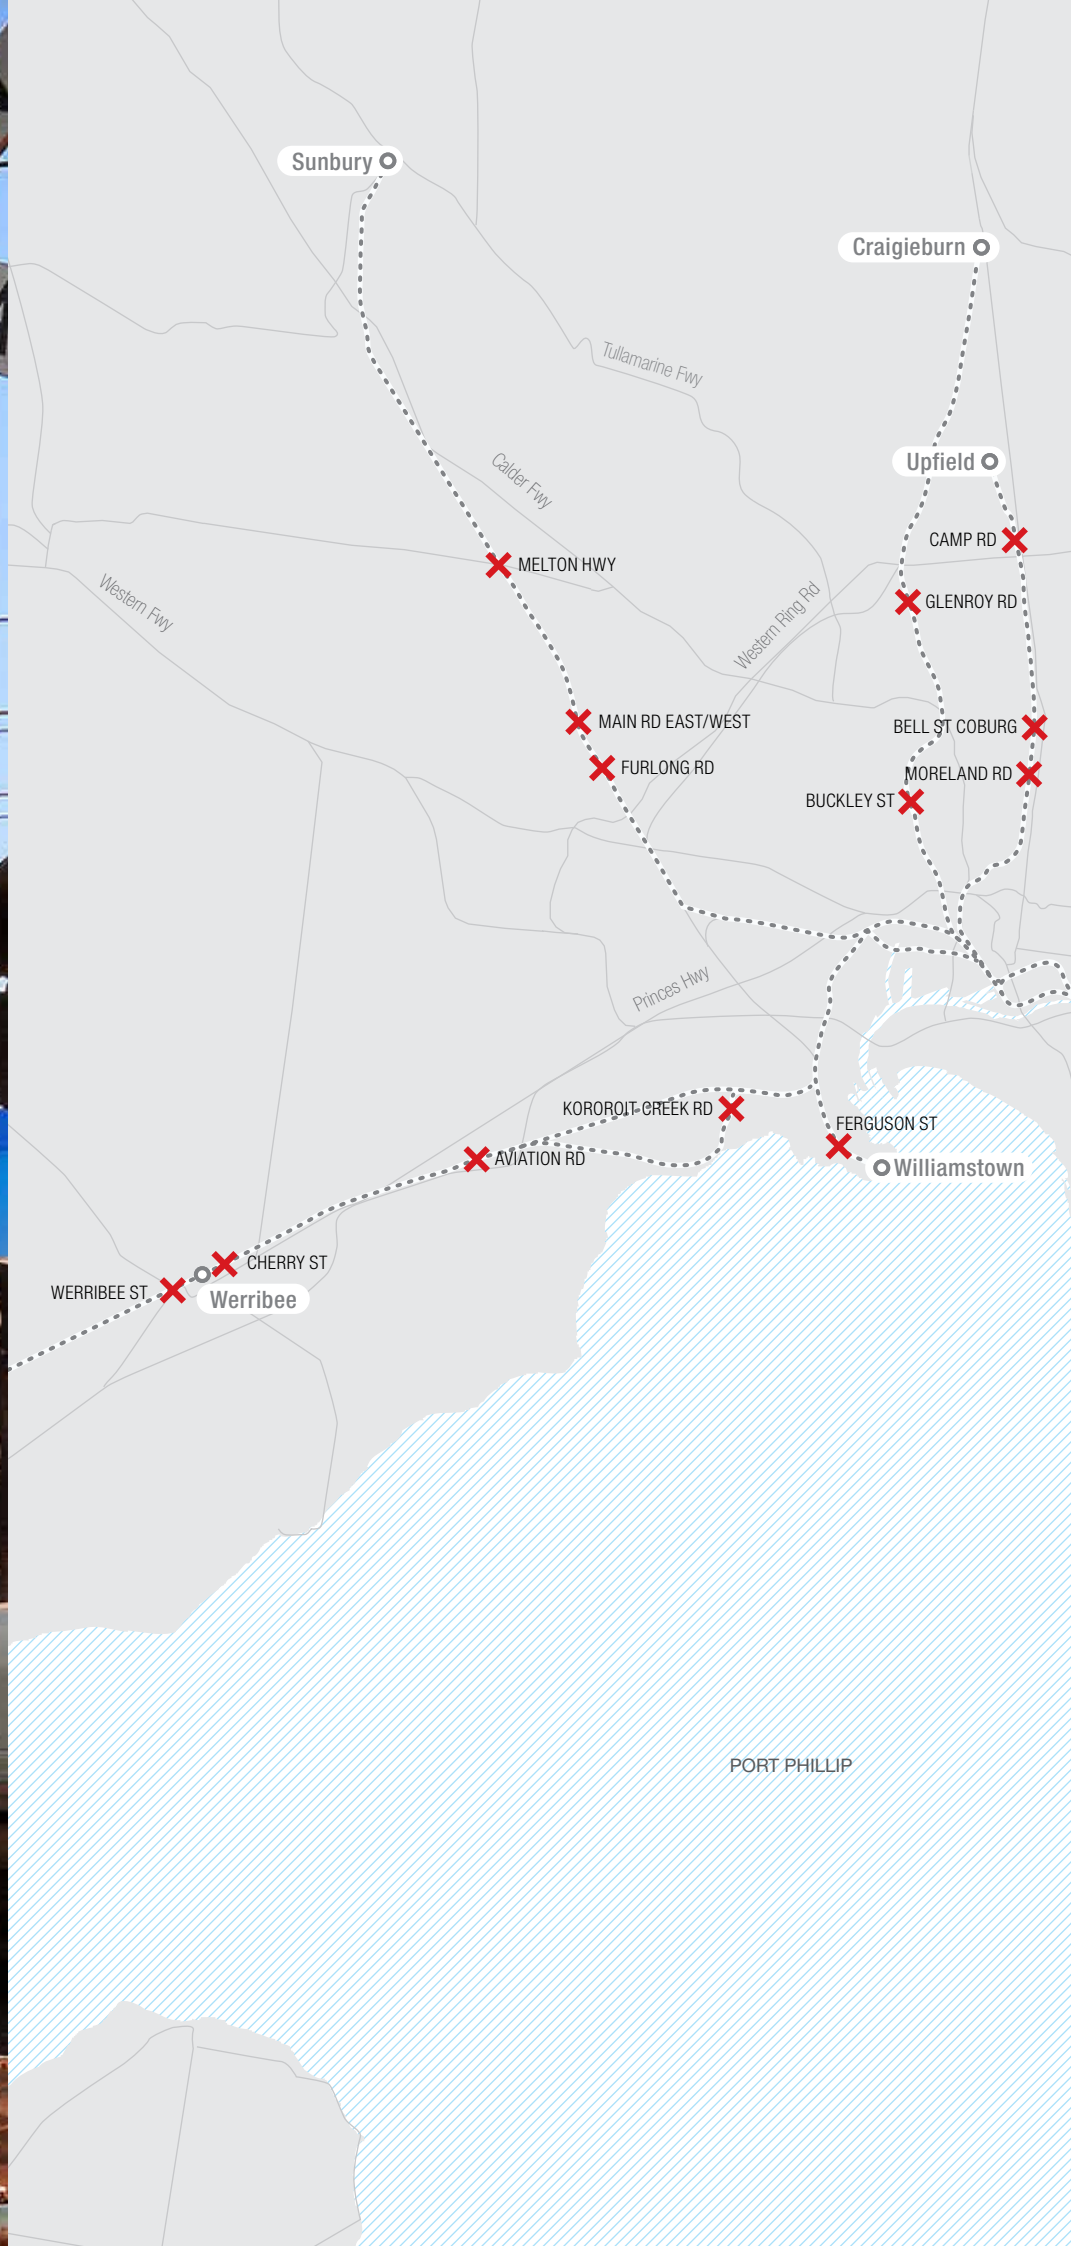 Sunbury
Craigieburn
Tullamarine Fwy
Upfield
Calder Fwy
CAMP RD
MELTON HWY
Western Fwy
GLENROY RD
Western Ring Rd
MAIN RD EAST/WEST
BELL ST COBURG
FURLONG RD
MORELAND RD
BUCKLEY ST
Princes Hwy
KOROROIT CREEK RD
FERGUSON ST
AVIATION RD
Williamstown
CHERRY ST
WERRIBEE ST
Werribee
PORT PHILLIP